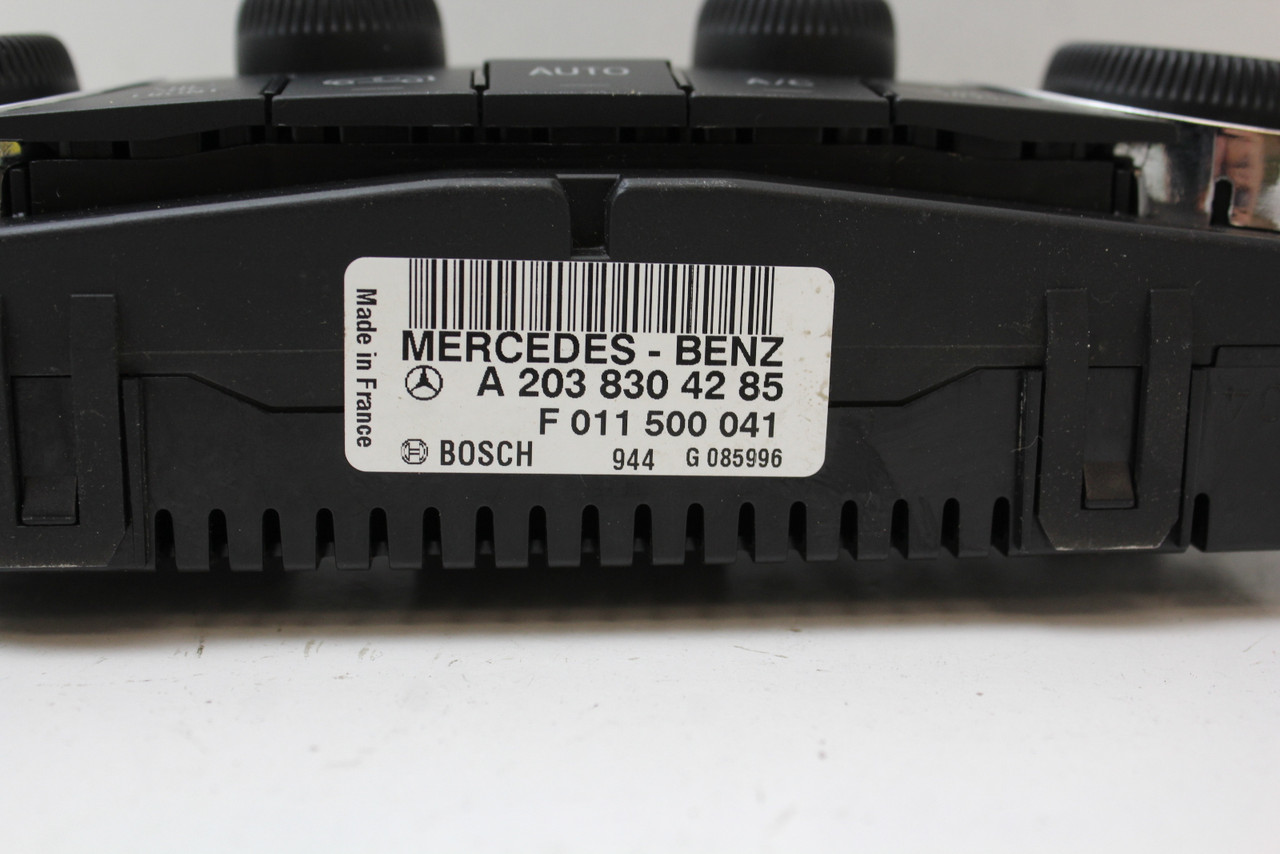 AUTO
A/C
Made in France
MERCEDES - BENZ
A 203 830 42 85
F 011 500 041
BOSCH 944 G 085996